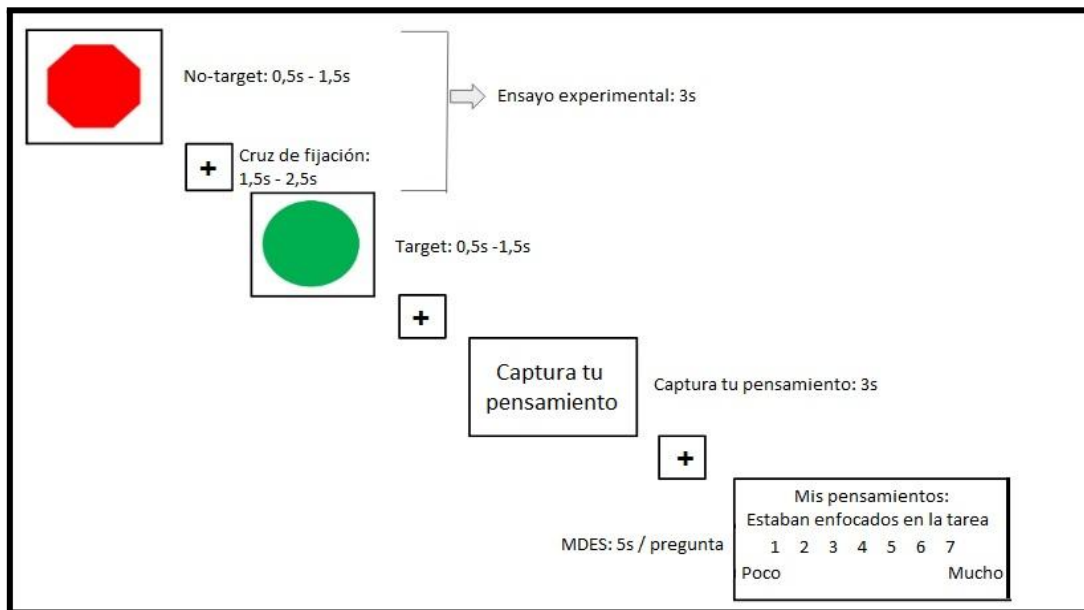 No-target: 0,5s - 1,5s
Ensayo experimental: 3s
+
Cruz de fijación:
1,5s - 2,5s
Target: 0,5s -1,5s
+
Captura tu
pensamiento
Captura tu pensamiento: 3s
+
Mis pensamientos:
Estaban enfocados en la tarea
MDES: 5s / pregunta
1 2 3 4 5 6 7
Poco Mucho